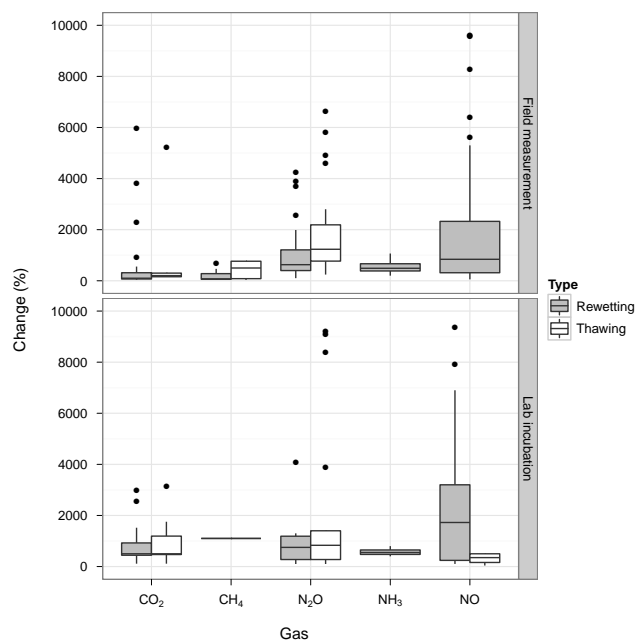 10000
8000
6000
4000
2000
0
Field measurement
10000
8000
6000
4000
2000
0
Lab incubation
Change (%)
CO₂ CH₄ N₂O NH₃ NO
Gas
Type
Rewetting
Thawing